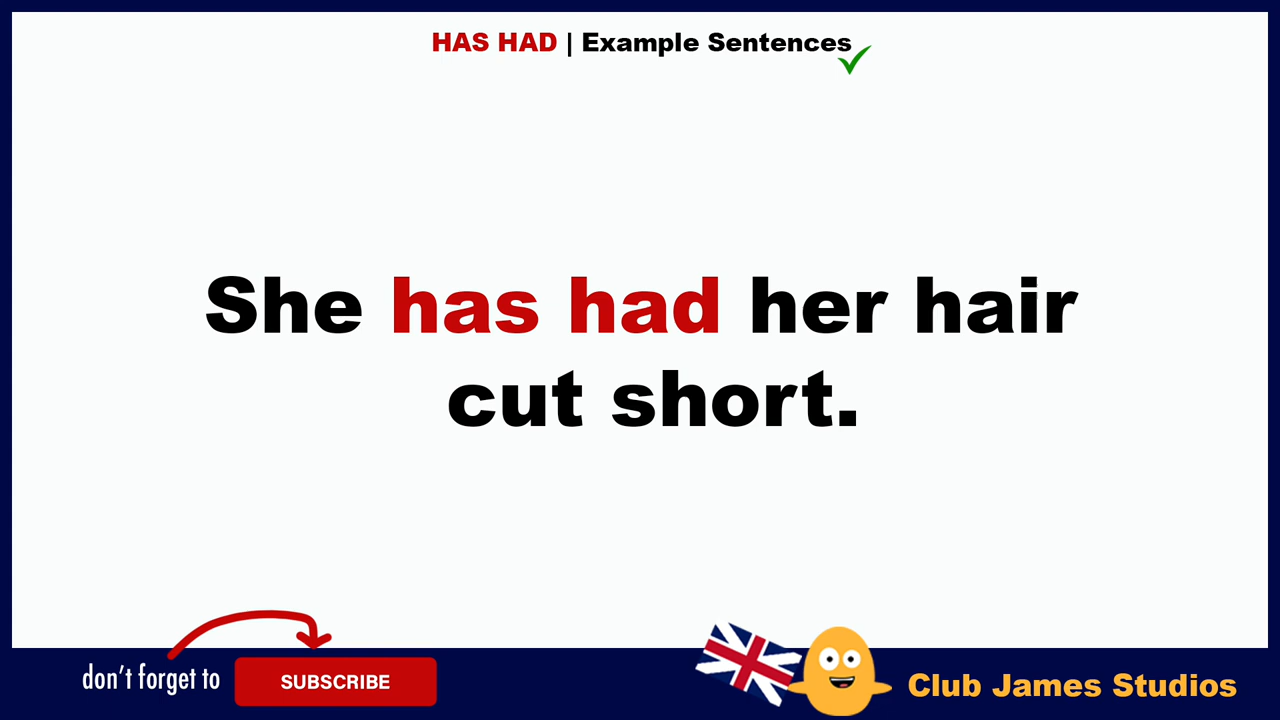 HAS HAD | Example Sentences
She has had her hair
cut short.
don't forget to
SUBSCRIBE
Club James Studios